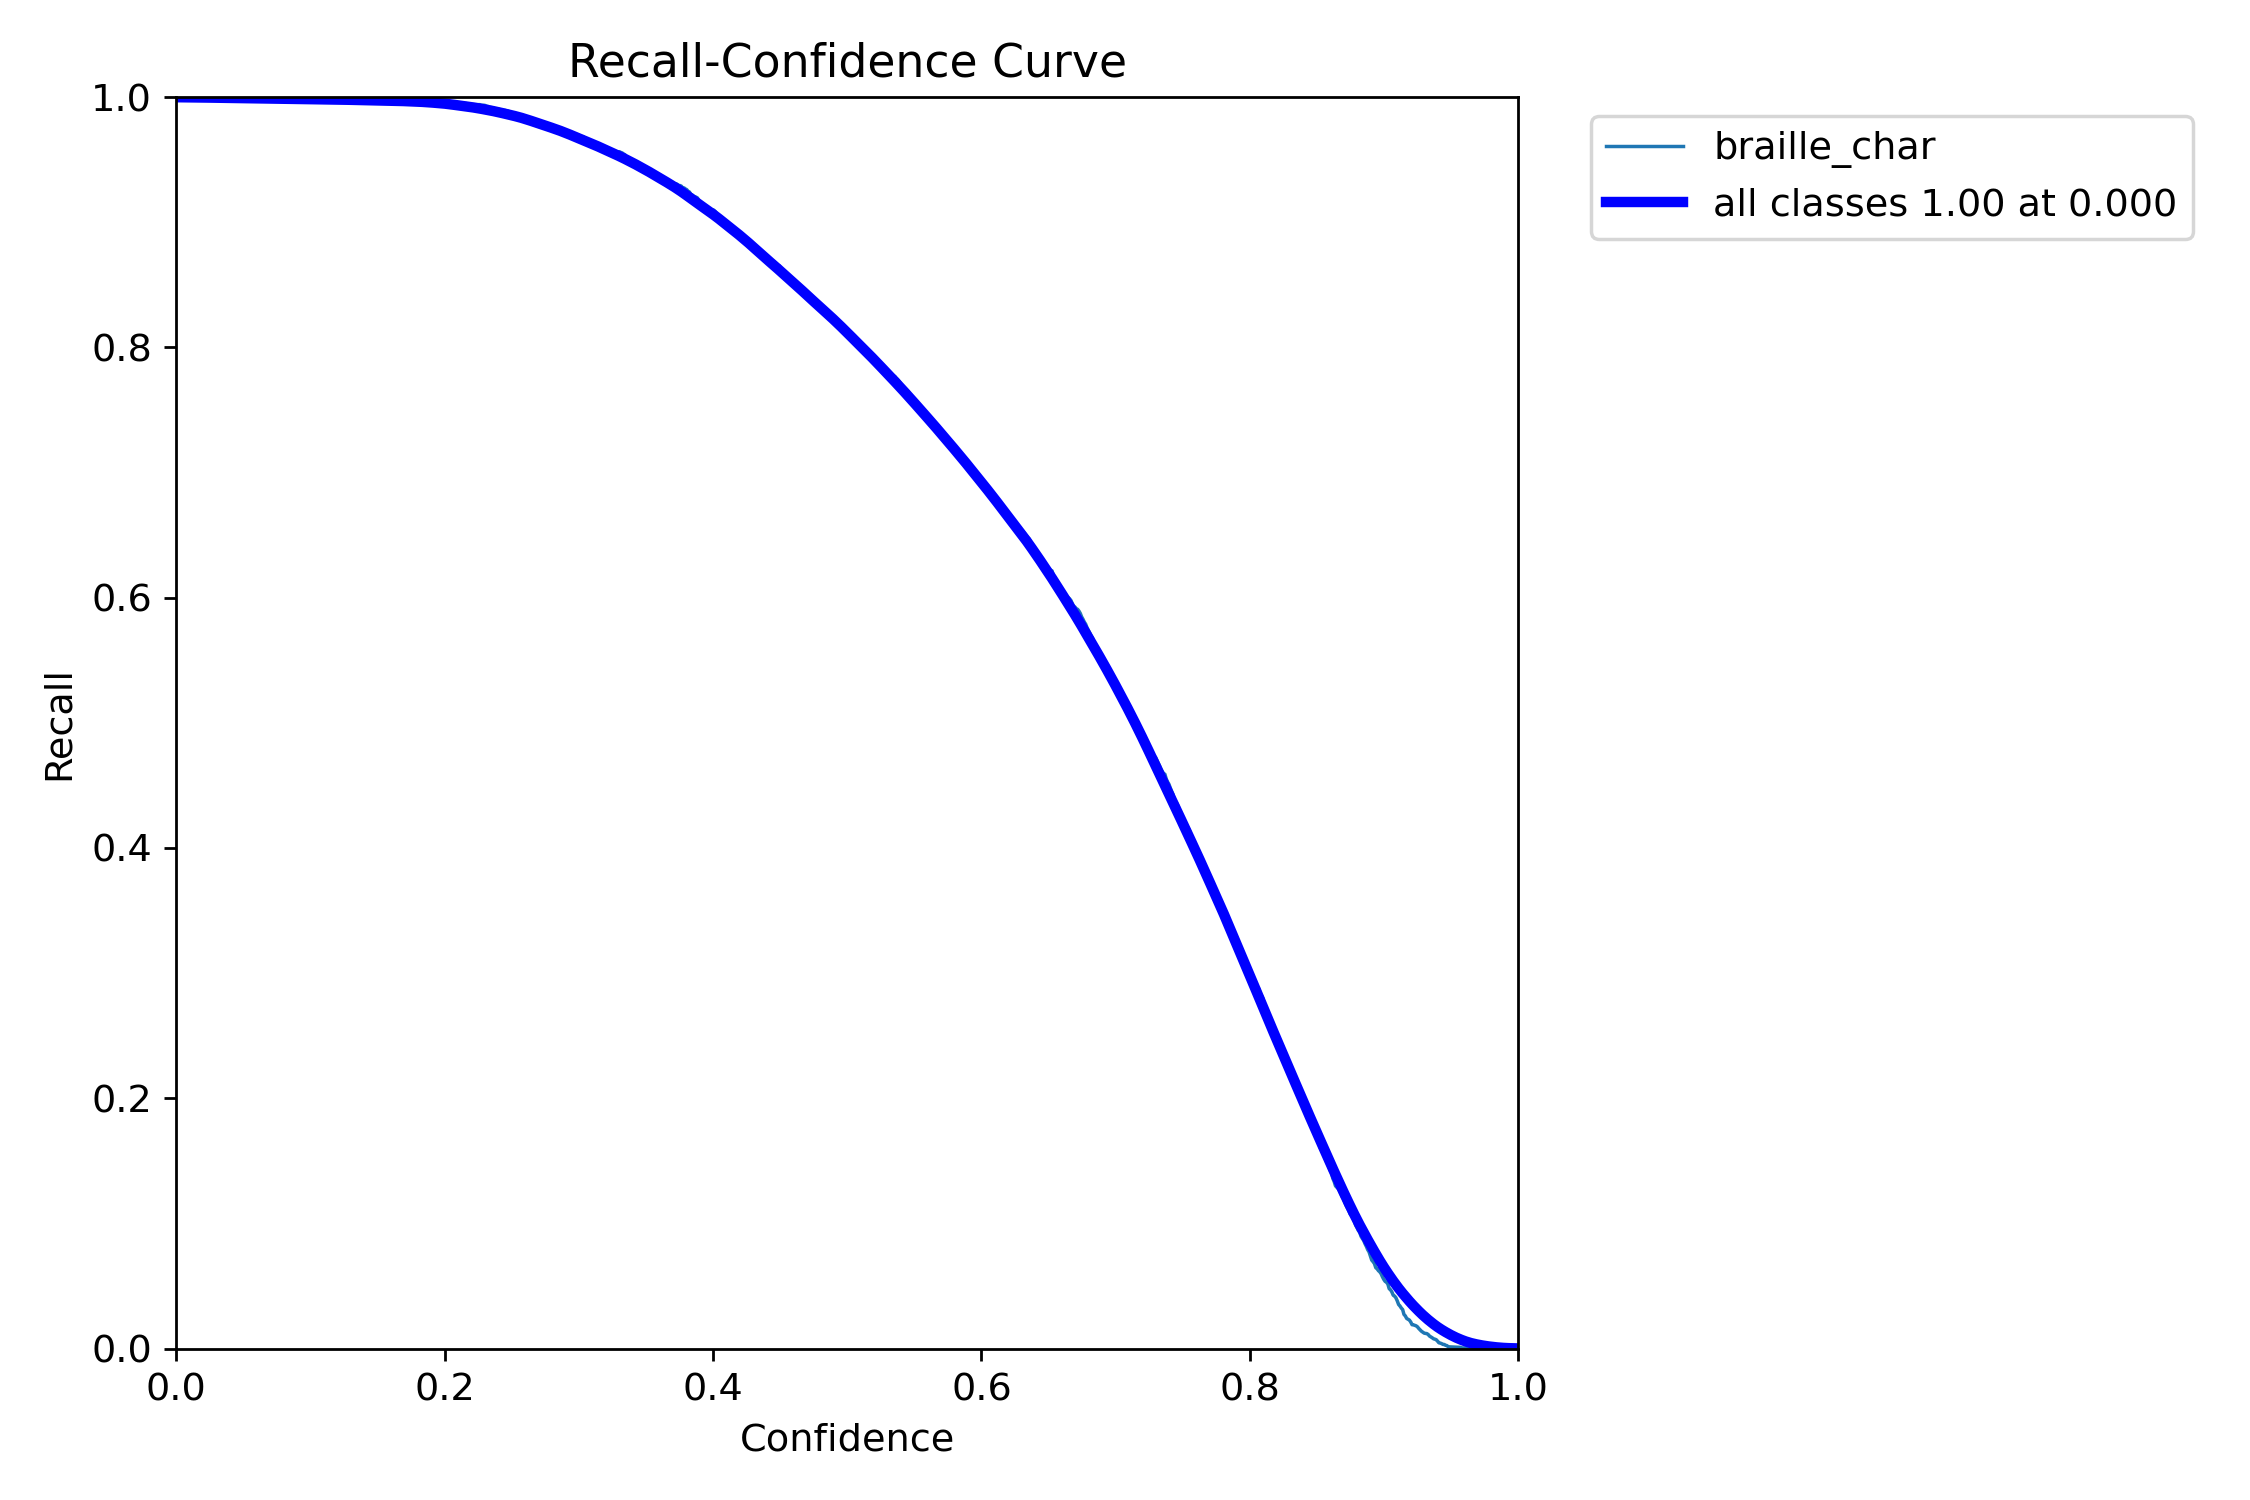 Recall-Confidence Curve
1.0
0.8
0.6
0.4
0.2
0.0
Recall
0.0 0.2 0.4 0.6 0.8 1.0
Confidence
braille_char
all classes 1.00 at 0.000